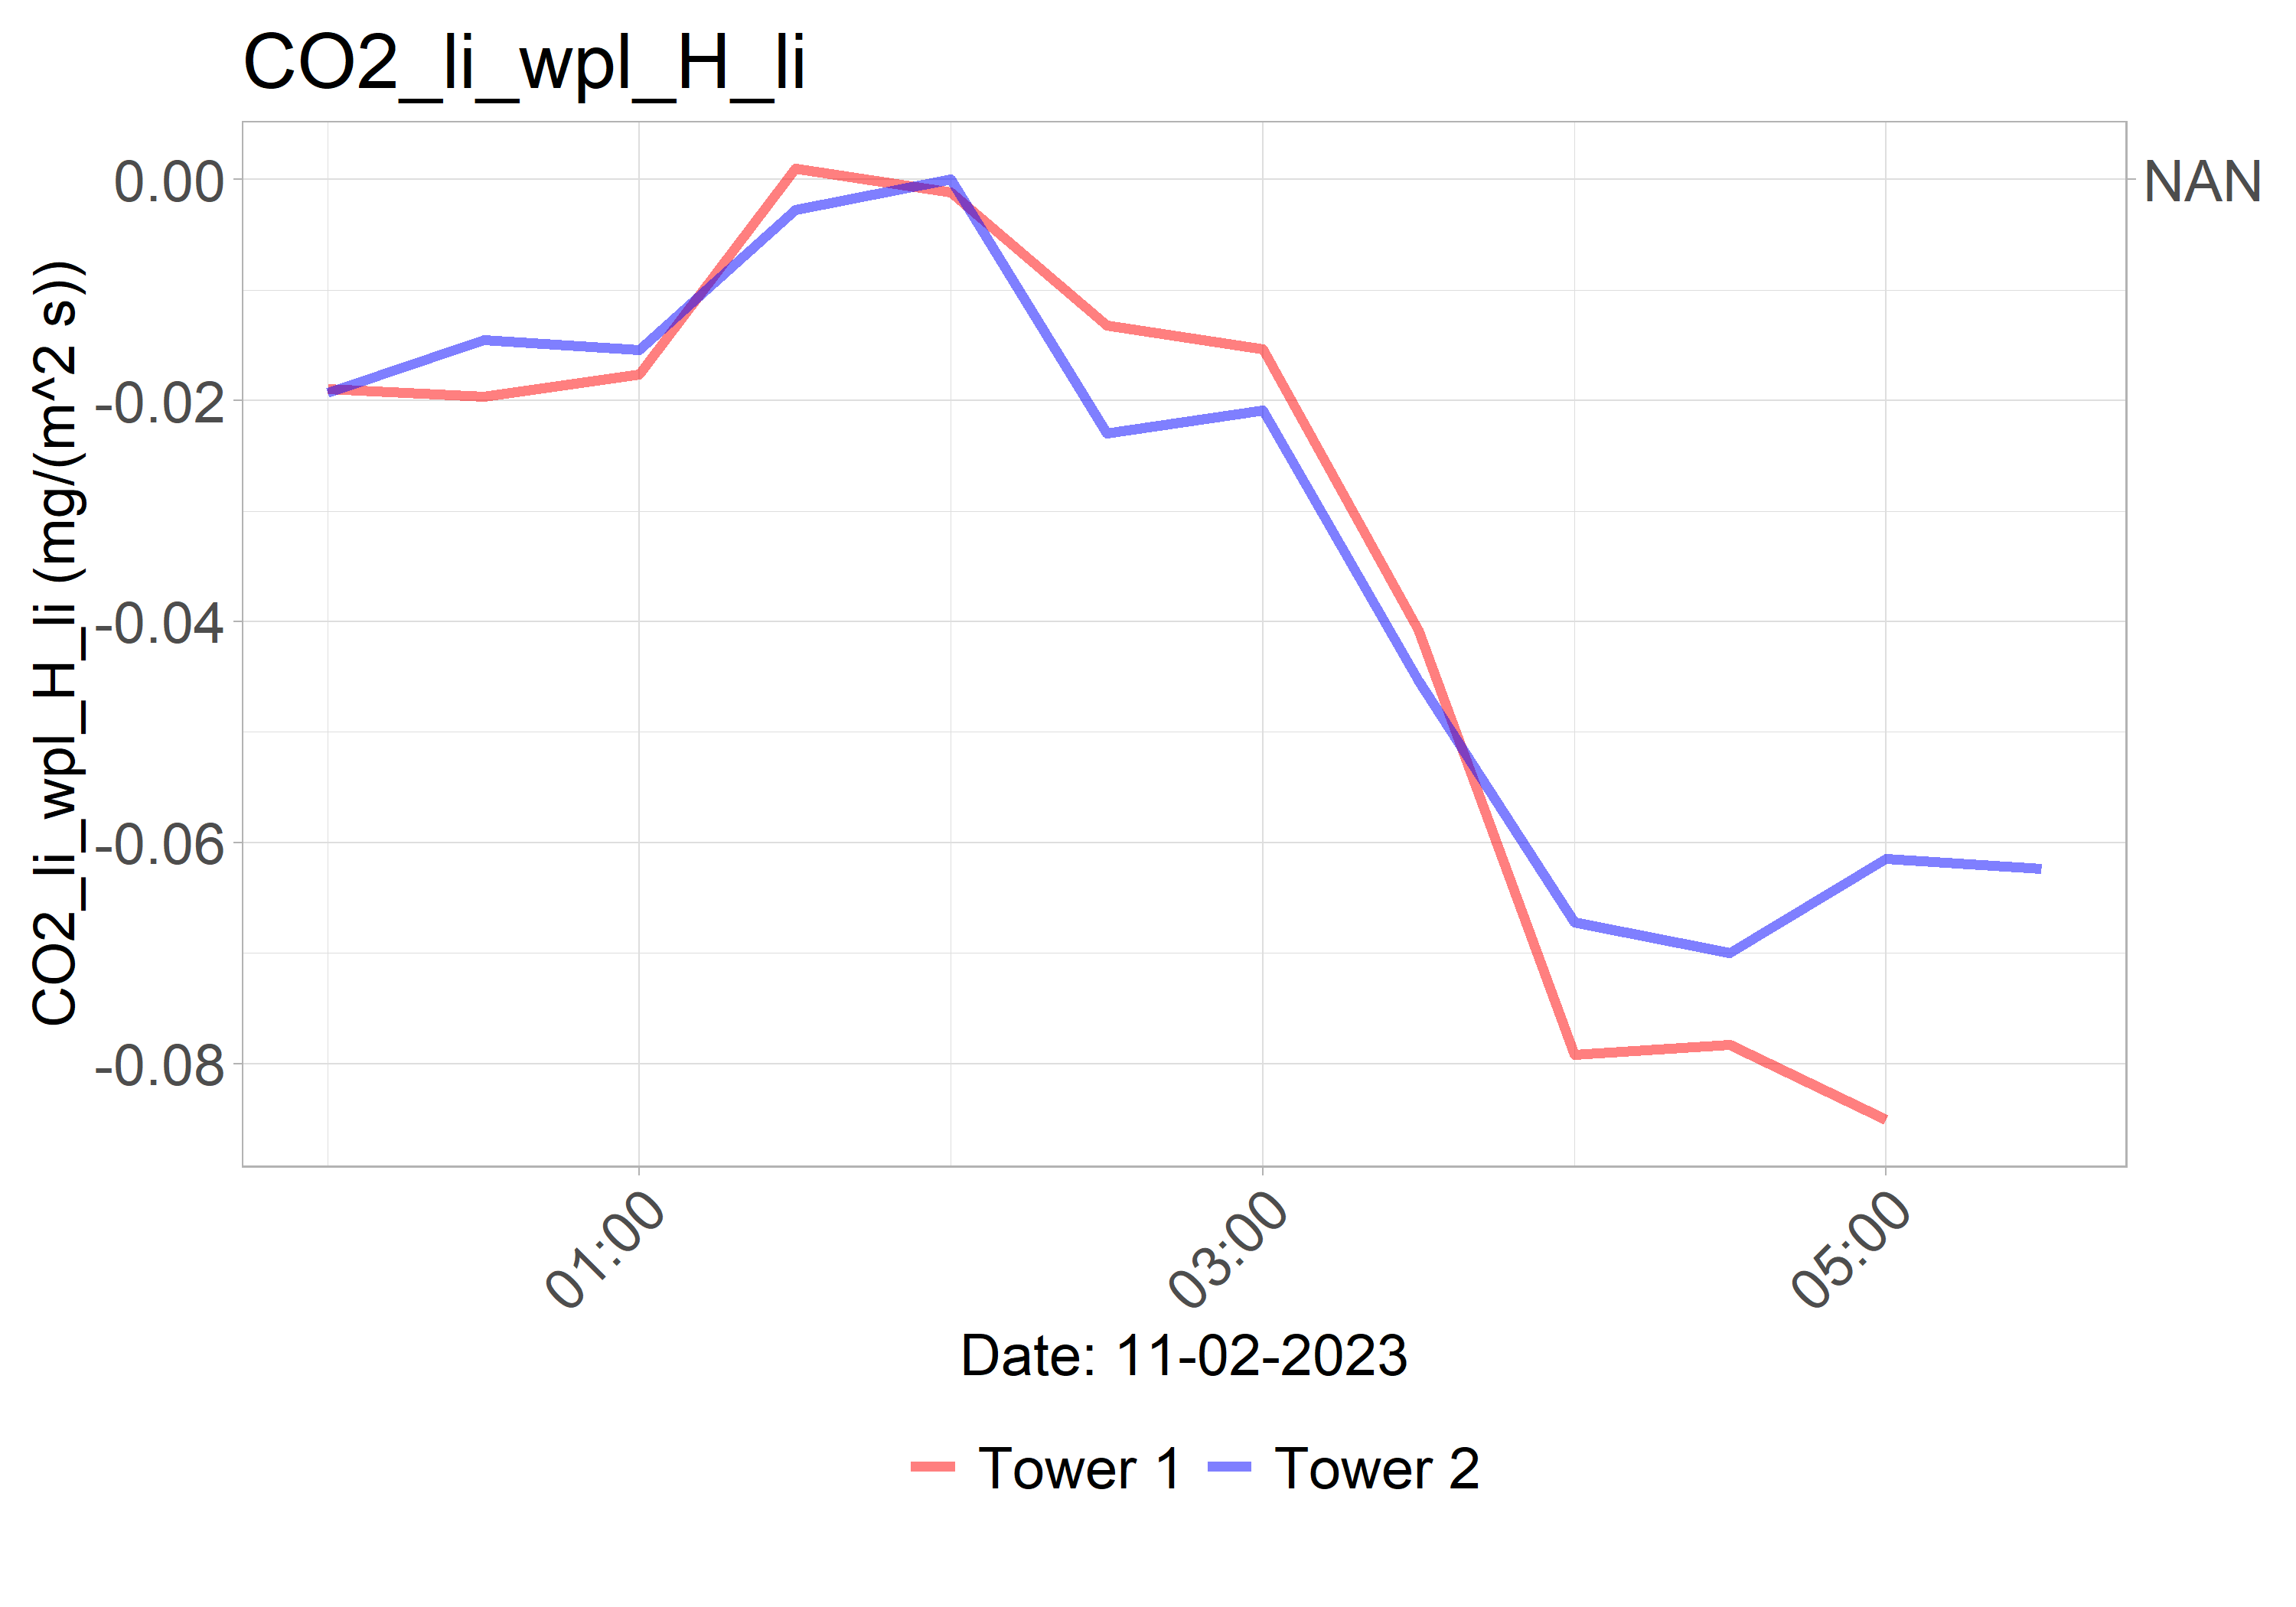 CO2_li_wpl_H_li
CO2_li_wpl_H_li (mg/(m^2 s))
0.00
-0.02
-0.04
-0.06
-0.08
NAN
01:00
03:00
05:00
Date: 11-02-2023
Tower 1
Tower 2